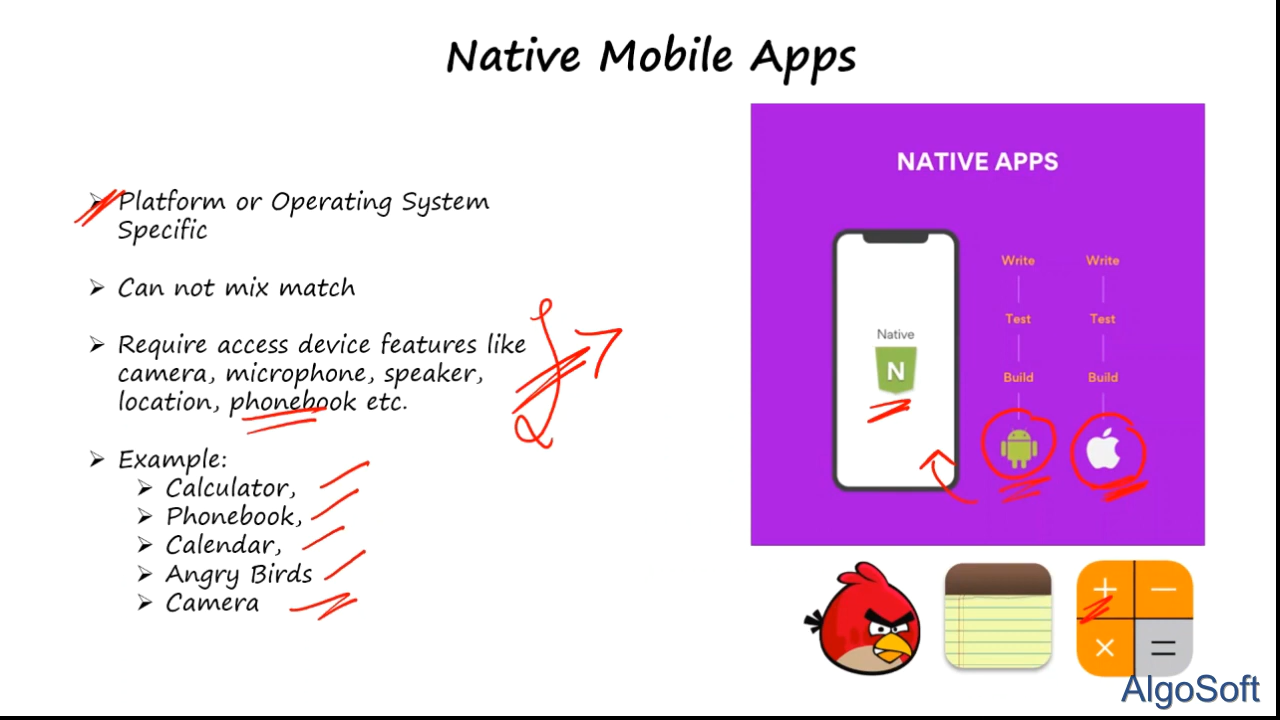 Native Mobile Apps
➢ Platform or Operating System
Specific
➢ Can not mix match
➢ Require access device features like
camera, microphone, speaker,
location, phonebook etc.
➢ Example:
➢ Calculator,
➢ Phonebook,
➢ Calendar,
➢ Angry Birds
➢ Camera
NATIVE APPS
Native
N
Write Write
Test Test
Build Build
+ −
× =
AlgoSoft